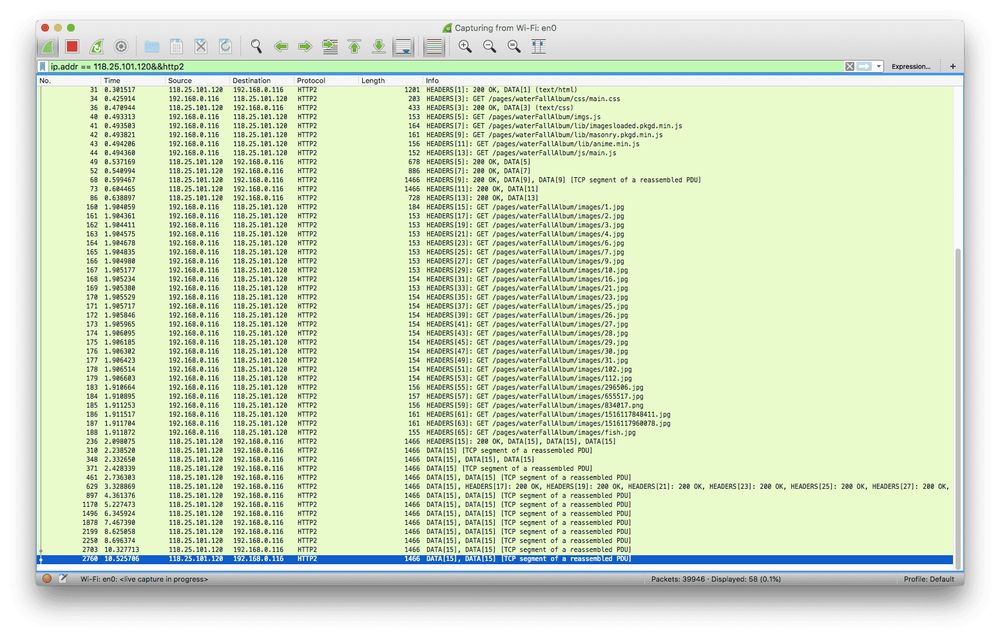 Capturing from Wi-Fi: en0
ip.addr == 118.25.101.120&&http2 Expression... +
No. Time Source Destination Protocol Length Info
31 0.301517 118.25.101.120 192.168.0.116 HTTP2 1201 HEADERS[1]: 200 OK, DATA[1] (text/html)
34 0.425914 192.168.0.116 118.25.101.120 HTTP2 203 HEADERS[3]: GET /pages/waterFallAlbum/css/main.css
36 0.470944 118.25.101.120 192.168.0.116 HTTP2 433 HEADERS[3]: 200 OK, DATA[3] (text/css)
40 0.493313 192.168.0.116 118.25.101.120 HTTP2 153 HEADERS[5]: GET /pages/waterFallAlbum/imgs.js
41 0.493503 192.168.0.116 118.25.101.120 HTTP2 164 HEADERS[7]: GET /pages/waterFallAlbum/lib/imagesloaded.pkgd.min.js
42 0.493821 192.168.0.116 118.25.101.120 HTTP2 161 HEADERS[9]: GET /pages/waterFallAlbum/lib/masonry.pkgd.min.js
43 0.494206 192.168.0.116 118.25.101.120 HTTP2 156 HEADERS[11]: GET /pages/waterFallAlbum/lib/anime.min.js
44 0.494360 192.168.0.116 118.25.101.120 HTTP2 152 HEADERS[13]: GET /pages/waterFallAlbum/js/main.js
49 0.537169 118.25.101.120 192.168.0.116 HTTP2 678 HEADERS[5]: 200 OK, DATA[5]
52 0.540994 118.25.101.120 192.168.0.116 HTTP2 886 HEADERS[7]: 200 OK, DATA[7]
68 0.599467 118.25.101.120 192.168.0.116 HTTP2 1466 HEADERS[9]: 200 OK, DATA[9], DATA[9] [TCP segment of a reassembled PDU]
73 0.604465 118.25.101.120 192.168.0.116 HTTP2 1466 HEADERS[11]: 200 OK, DATA[11]
86 0.638897 118.25.101.120 192.168.0.116 HTTP2 728 HEADERS[13]: 200 OK, DATA[13]
160 1.904059 192.168.0.116 118.25.101.120 HTTP2 184 HEADERS[15]: GET /pages/waterFallAlbum/images/1.jpg
161 1.904361 192.168.0.116 118.25.101.120 HTTP2 153 HEADERS[17]: GET /pages/waterFallAlbum/images/2.jpg
162 1.904411 192.168.0.116 118.25.101.120 HTTP2 153 HEADERS[19]: GET /pages/waterFallAlbum/images/3.jpg
163 1.904575 192.168.0.116 118.25.101.120 HTTP2 153 HEADERS[21]: GET /pages/waterFallAlbum/images/4.jpg
164 1.904678 192.168.0.116 118.25.101.120 HTTP2 153 HEADERS[23]: GET /pages/waterFallAlbum/images/6.jpg
165 1.904835 192.168.0.116 118.25.101.120 HTTP2 153 HEADERS[25]: GET /pages/waterFallAlbum/images/7.jpg
166 1.904980 192.168.0.116 118.25.101.120 HTTP2 153 HEADERS[27]: GET /pages/waterFallAlbum/images/9.jpg
167 1.905177 192.168.0.116 118.25.101.120 HTTP2 153 HEADERS[29]: GET /pages/waterFallAlbum/images/10.jpg
168 1.905234 192.168.0.116 118.25.101.120 HTTP2 154 HEADERS[31]: GET /pages/waterFallAlbum/images/16.jpg
169 1.905380 192.168.0.116 118.25.101.120 HTTP2 153 HEADERS[33]: GET /pages/waterFallAlbum/images/21.jpg
170 1.905529 192.168.0.116 118.25.101.120 HTTP2 154 HEADERS[35]: GET /pages/waterFallAlbum/images/23.jpg
171 1.905717 192.168.0.116 118.25.101.120 HTTP2 154 HEADERS[37]: GET /pages/waterFallAlbum/images/25.jpg
172 1.905846 192.168.0.116 118.25.101.120 HTTP2 154 HEADERS[39]: GET /pages/waterFallAlbum/images/26.jpg
173 1.905965 192.168.0.116 118.25.101.120 HTTP2 154 HEADERS[41]: GET /pages/waterFallAlbum/images/27.jpg
174 1.906095 192.168.0.116 118.25.101.120 HTTP2 154 HEADERS[43]: GET /pages/waterFallAlbum/images/28.jpg
175 1.906185 192.168.0.116 118.25.101.120 HTTP2 154 HEADERS[45]: GET /pages/waterFallAlbum/images/29.jpg
176 1.906302 192.168.0.116 118.25.101.120 HTTP2 154 HEADERS[47]: GET /pages/waterFallAlbum/images/30.jpg
177 1.906423 192.168.0.116 118.25.101.120 HTTP2 154 HEADERS[49]: GET /pages/waterFallAlbum/images/31.jpg
178 1.906514 192.168.0.116 118.25.101.120 HTTP2 154 HEADERS[51]: GET /pages/waterFallAlbum/images/102.jpg
179 1.906603 192.168.0.116 118.25.101.120 HTTP2 154 HEADERS[53]: GET /pages/waterFallAlbum/images/112.jpg
183 1.910664 192.168.0.116 118.25.101.120 HTTP2 156 HEADERS[55]: GET /pages/waterFallAlbum/images/296506.jpg
184 1.910895 192.168.0.116 118.25.101.120 HTTP2 157 HEADERS[57]: GET /pages/waterFallAlbum/images/655517.jpg
185 1.911253 192.168.0.116 118.25.101.120 HTTP2 156 HEADERS[59]: GET /pages/waterFallAlbum/images/834017.png
186 1.911517 192.168.0.116 118.25.101.120 HTTP2 161 HEADERS[61]: GET /pages/waterFallAlbum/images/1516117848411.jpg
187 1.911704 192.168.0.116 118.25.101.120 HTTP2 161 HEADERS[63]: GET /pages/waterFallAlbum/images/1516117960078.jpg
188 1.911872 192.168.0.116 118.25.101.120 HTTP2 155 HEADERS[65]: GET /pages/waterFallAlbum/images/fish.jpg
236 2.098075 118.25.101.120 192.168.0.116 HTTP2 1466 HEADERS[15]: 200 OK, DATA[15], DATA[15], DATA[15]
310 2.238520 118.25.101.120 192.168.0.116 HTTP2 1466 DATA[15] [TCP segment of a reassembled PDU]
348 2.332650 118.25.101.120 192.168.0.116 HTTP2 1466 DATA[15], DATA[15], DATA[15]
371 2.428339 118.25.101.120 192.168.0.116 HTTP2 1466 DATA[15] [TCP segment of a reassembled PDU]
461 2.736303 118.25.101.120 192.168.0.116 HTTP2 1466 DATA[15], DATA[15] [TCP segment of a reassembled PDU]
629 3.328869 118.25.101.120 192.168.0.116 HTTP2 1466 DATA[15], HEADERS[17]: 200 OK, HEADERS[19]: 200 OK, HEADERS[21]: 200 OK, HEADERS[23]: 200 OK, HEADERS[25]: 200 OK, HEADERS[27]: 200 OK,
897 4.361376 118.25.101.120 192.168.0.116 HTTP2 1466 DATA[15], DATA[15] [TCP segment of a reassembled PDU]
1170 5.227473 118.25.101.120 192.168.0.116 HTTP2 1466 DATA[15], DATA[15] [TCP segment of a reassembled PDU]
1496 6.345924 118.25.101.120 192.168.0.116 HTTP2 1466 DATA[15], DATA[15] [TCP segment of a reassembled PDU]
1878 7.467390 118.25.101.120 192.168.0.116 HTTP2 1466 DATA[15], DATA[15] [TCP segment of a reassembled PDU]
2199 8.625058 118.25.101.120 192.168.0.116 HTTP2 1466 DATA[15], DATA[15] [TCP segment of a reassembled PDU]
2250 8.696374 118.25.101.120 192.168.0.116 HTTP2 1466 DATA[15], DATA[15] [TCP segment of a reassembled PDU]
2703 10.327713 118.25.101.120 192.168.0.116 HTTP2 1466 DATA[15], DATA[15] [TCP segment of a reassembled PDU]
2760 10.525706 118.25.101.120 192.168.0.116 HTTP2 1466 DATA[15], DATA[15] [TCP segment of a reassembled PDU]
Wi-Fi: en0: <live capture in progress> Packets: 39946 · Displayed: 58 (0.1%) Profile: Default